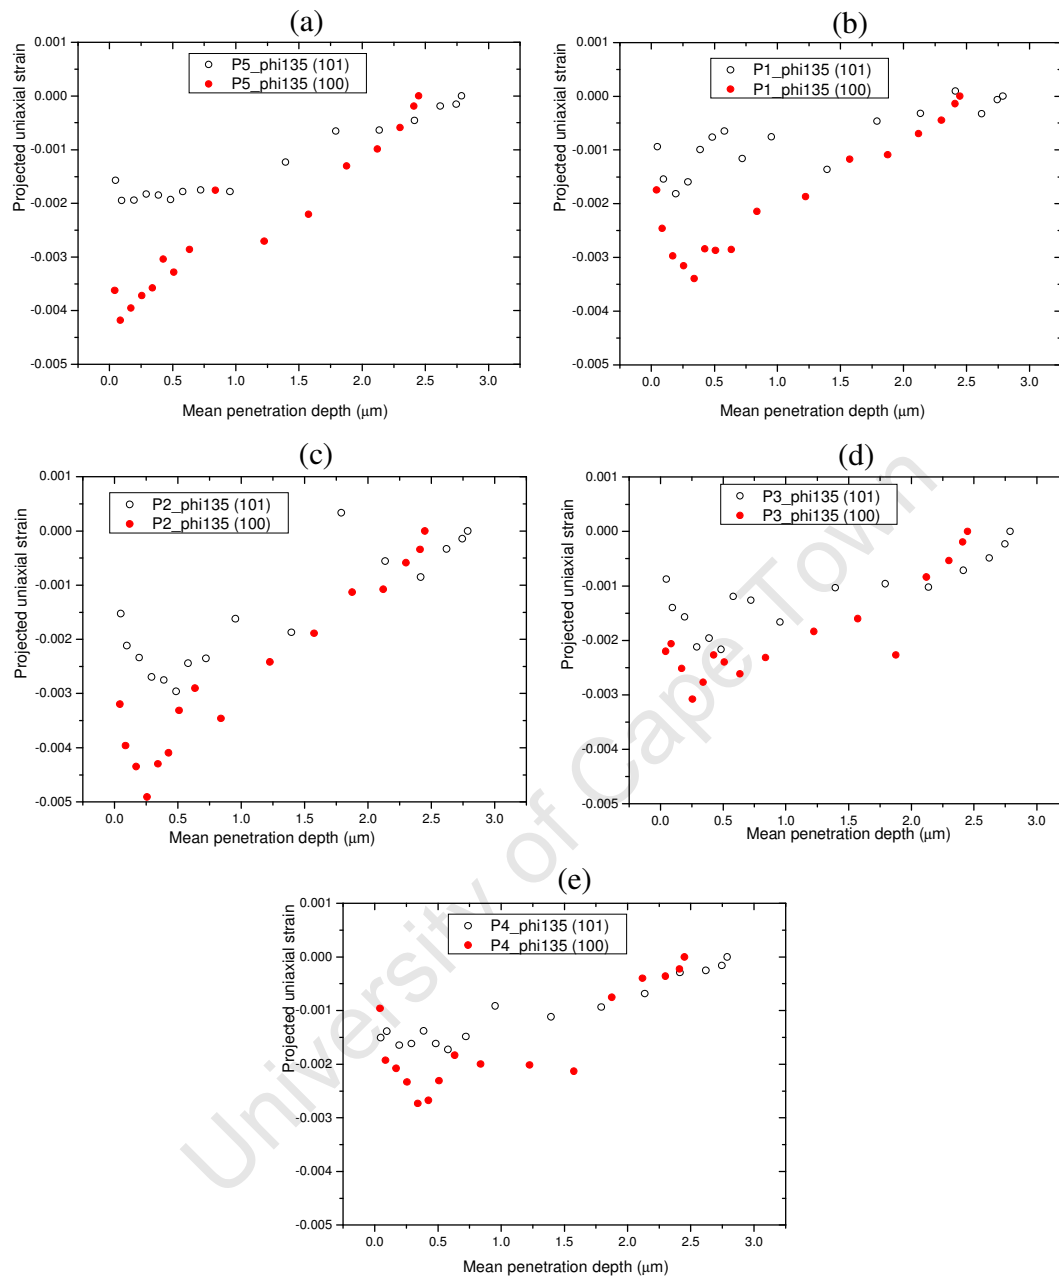 (a)
P5_phi135 (101)
P5_phi135 (100)
0.001
0.000
-0.001
-0.002
-0.003
-0.004
-0.005
Projected uniaxial strain
0.0 0.5 1.0 1.5 2.0 2.5 3.0
Mean penetration depth (μm)
(b)
P1_phi135 (101)
P1_phi135 (100)
0.001
0.000
-0.001
-0.002
-0.003
-0.004
-0.005
Projected uniaxial strain
0.0 0.5 1.0 1.5 2.0 2.5 3.0
Mean penetration depth (μm)
(c)
P2_phi135 (101)
P2_phi135 (100)
0.001
0.000
-0.001
-0.002
-0.003
-0.004
-0.005
Projected uniaxial strain
0.0 0.5 1.0 1.5 2.0 2.5 3.0
Mean penetration depth (μm)
(d)
P3_phi135 (101)
P3_phi135 (100)
0.001
0.000
-0.001
-0.002
-0.003
-0.004
-0.005
Projected uniaxial strain
0.0 0.5 1.0 1.5 2.0 2.5 3.0
Mean penetration depth (μm)
(e)
P4_phi135 (101)
P4_phi135 (100)
0.001
0.000
-0.001
-0.002
-0.003
-0.004
-0.005
Projected uniaxial strain
0.0 0.5 1.0 1.5 2.0 2.5 3.0
Mean penetration depth (μm)
University of Cape Town